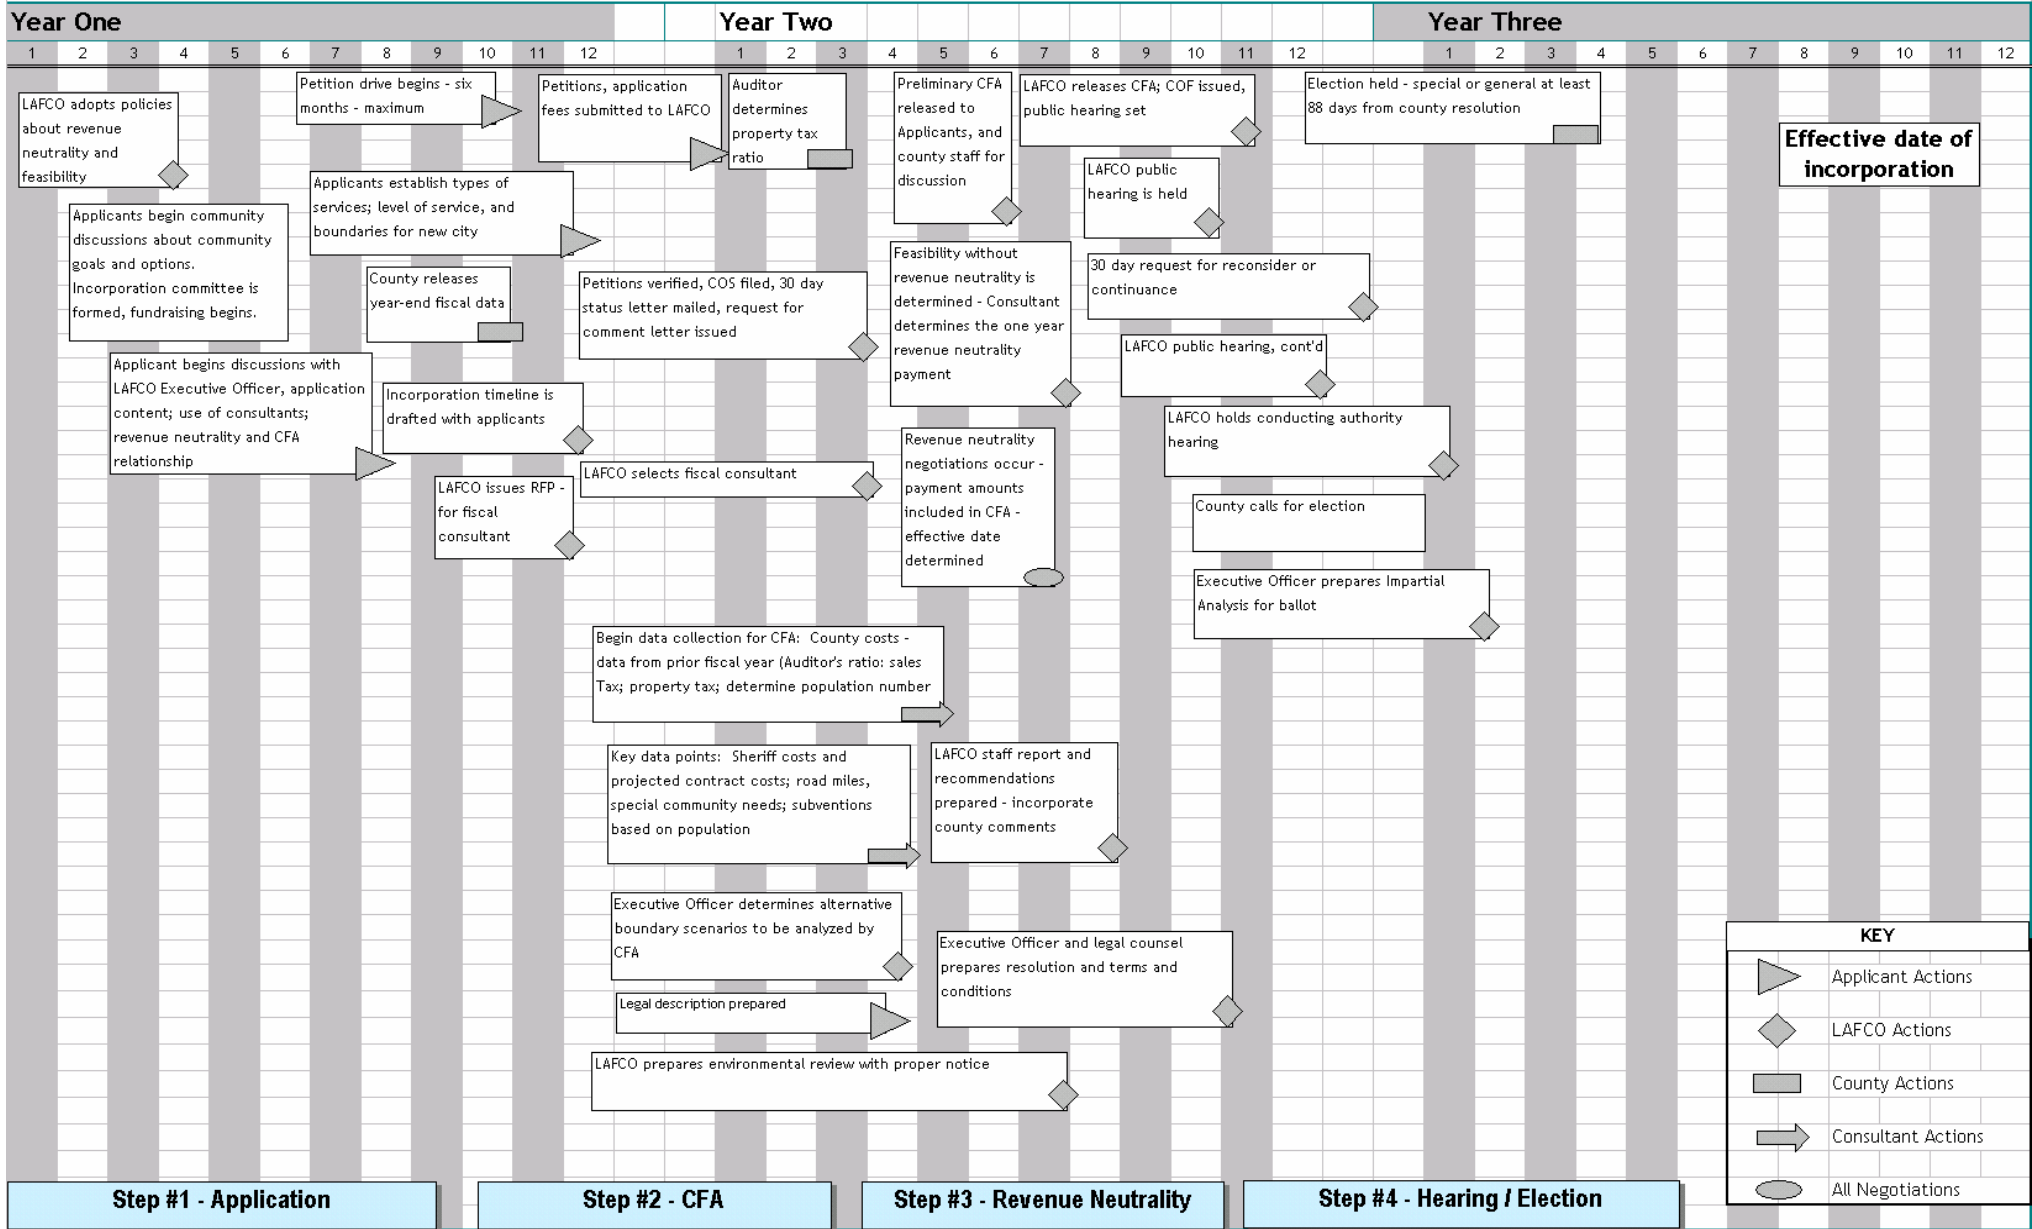 Year One
Year Two
Year Three
1 2 3 4 5 6 7 8 9 10 11 12 1 2 3 4 5 6 7 8 9 10 11 12 1 2 3 4 5 6 7 8 9 10 11 12
LAFCO adopts policies
about revenue
neutrality and
feasibility
Applicants begin community
discussions about community
goals and options.
Incorporation committee is
formed, fundraising begins.
Applicant begins discussions with
LAFCO Executive Officer, application
content; use of consultants;
revenue neutrality and CFA
relationship
Petition drive begins - six
months - maximum
Applicants establish types of
services; level of service, and
boundaries for new city
County releases
year-end fiscal data
Incorporation timeline is
drafted with applicants
LAFCO issues RFP -
for fiscal
consultant
Petitions, application
fees submitted to LAFCO
Auditor
determines
property tax
ratio
Petitions verified, COS filed, 30 day
status letter mailed, request for
comment letter issued
LAFCO selects fiscal consultant
Begin data collection for CFA: County costs -
data from prior fiscal year (Auditor's ratio: sales
Tax; property tax; determine population number
Key data points: Sheriff costs and
projected contract costs; road miles,
special community needs; subventions
based on population
Executive Officer determines alternative
boundary scenarios to be analyzed by
CFA
Legal description prepared
LAFCO prepares environmental review with proper notice
Preliminary CFA
released to
Applicants, and
county staff for
discussion
Feasibility without
revenue neutrality is
determined - Consultant
determines the one year
revenue neutrality
payment
Revenue neutrality
negotiations occur -
payment amounts
included in CFA -
effective date
determined
LAFCO staff report and
recommendations
prepared - incorporate
county comments
Executive Officer and legal counsel
prepares resolution and terms and
conditions
LAFCO releases CFA; COF issued,
public hearing set
LAFCO public
hearing is held
30 day request for reconsider or
continuance
LAFCO public hearing, cont'd
LAFCO holds conducting authority
hearing
County calls for election
Executive Officer prepares Impartial
Analysis for ballot
Election held - special or general at least
88 days from county resolution
Effective date of
incorporation
KEY
Applicant Actions
LAFCO Actions
County Actions
Consultant Actions
All Negotiations
Step #1 - Application
Step #2 - CFA
Step #3 - Revenue Neutrality
Step #4 - Hearing / Election